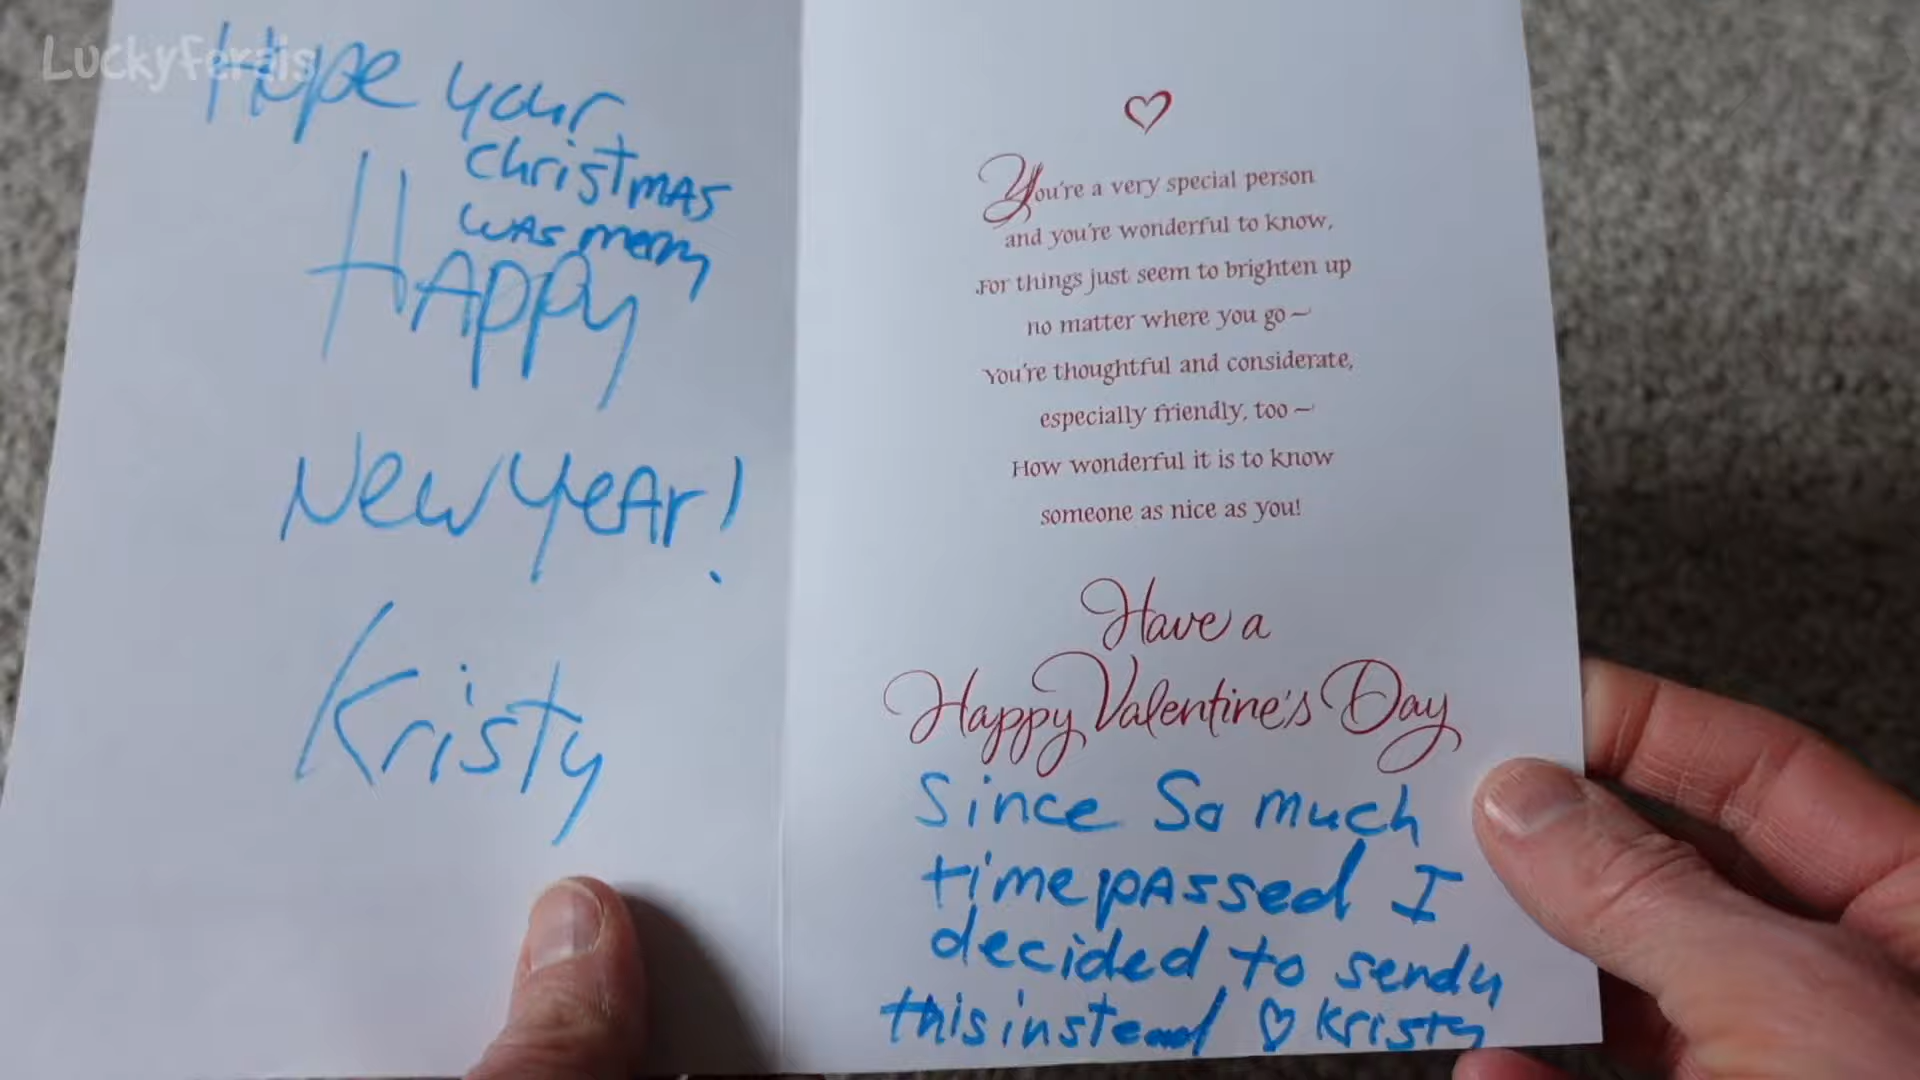 LuckyFerals
Hope your
christmas
was merry
Happy
New Year!
Kristy
You're a very special person
and you're wonderful to know,
For things just seem to brighten up
no matter where you go—
You're thoughtful and considerate,
especially friendly, too—
How wonderful it is to know
someone as nice as you!
Have a
Happy Valentine's Day
Since So much
time passed I
decided to send u
this instead ♡ Kristy